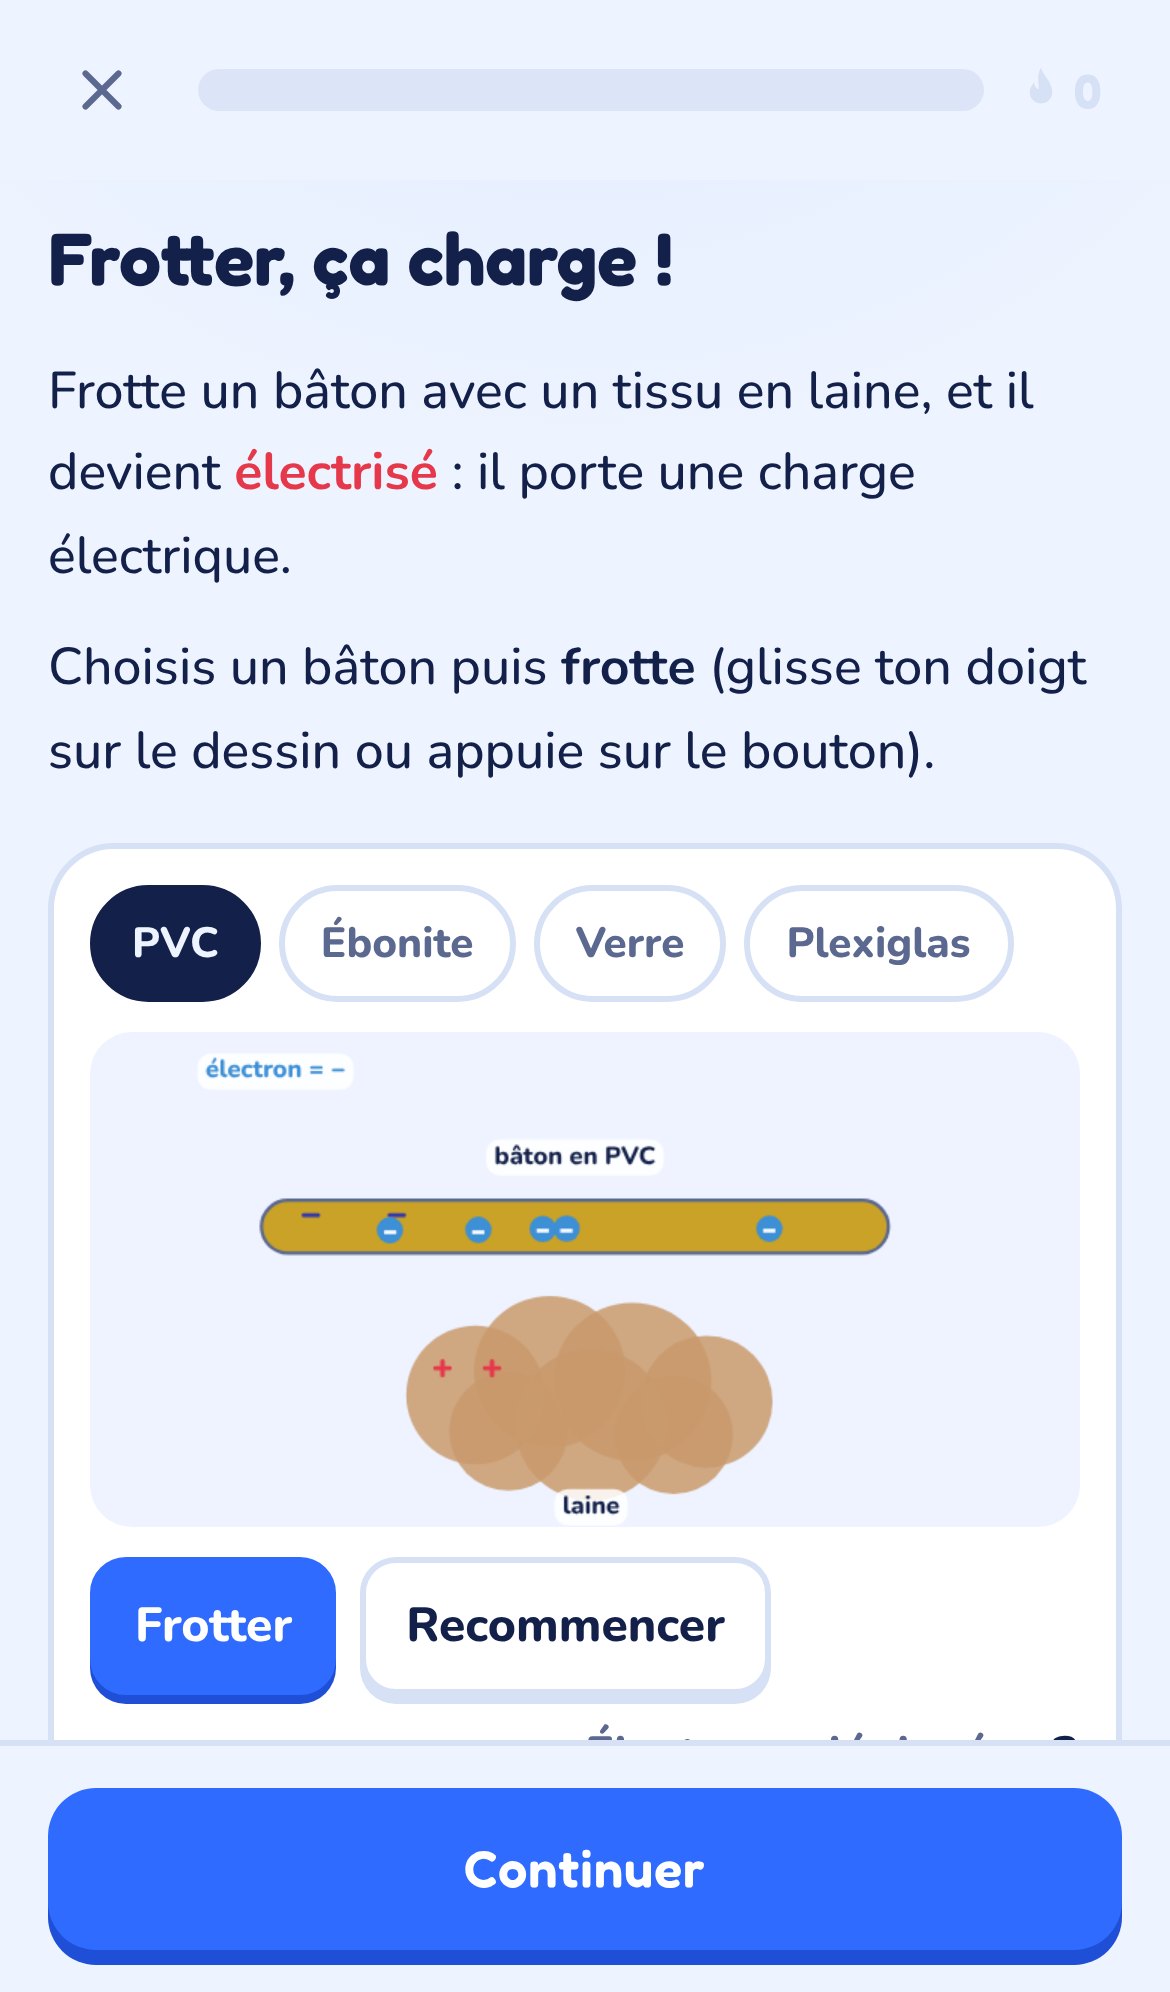 0
Frotter, ça charge !
Frotte un bâton avec un tissu en laine, et il
devient électrisé : il porte une charge
électrique.
Choisis un bâton puis frotte (glisse ton doigt
sur le dessin ou appuie sur le bouton).
PVC Ébonite Verre Plexiglas
électron = −
bâton en PVC
− −
− − − − −
+ +
laine
Frotter Recommencer
Continuer